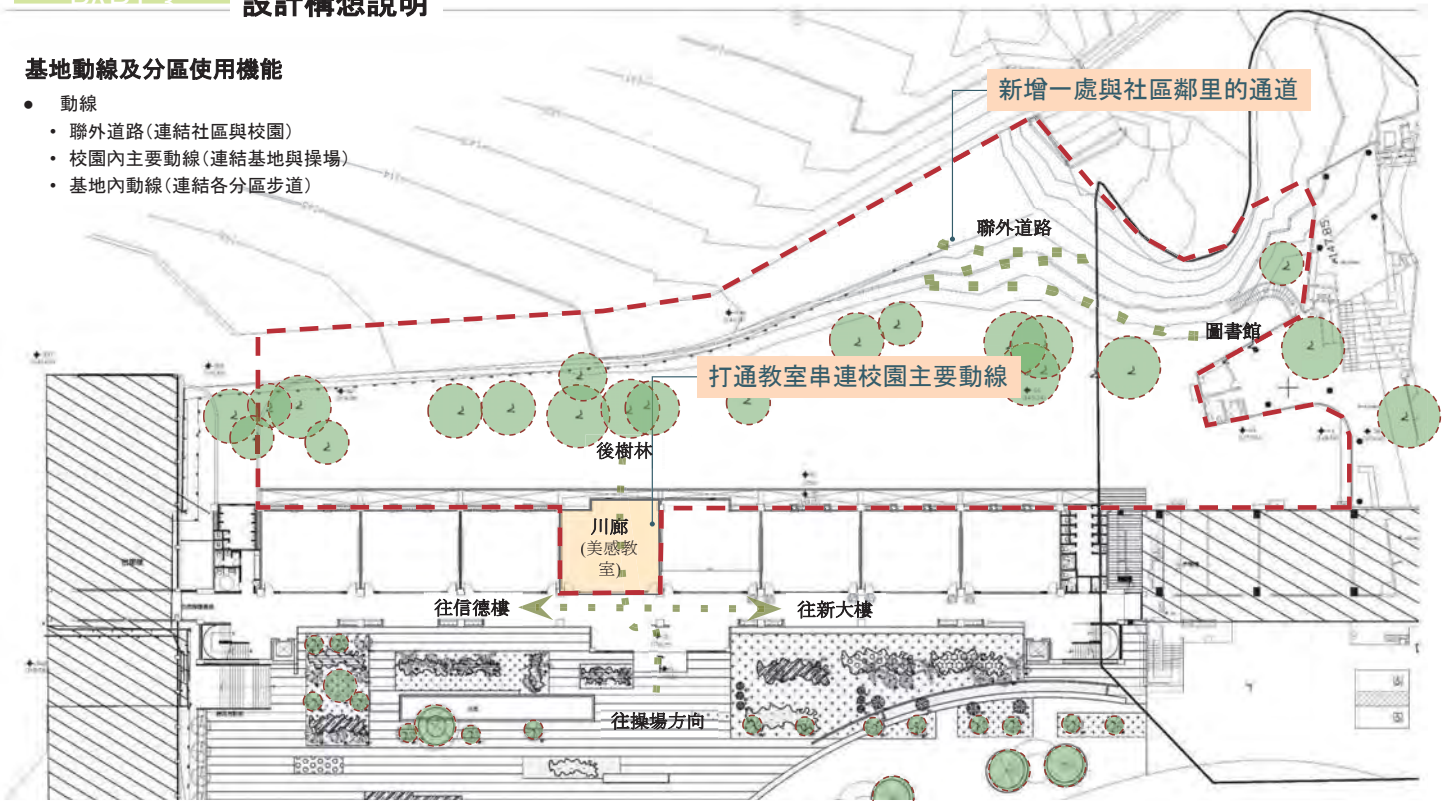 設計構想說明
基地動線及分區使用機能
● 動線
• 聯外道路(連結社區與校園)
• 校園內主要動線(連結基地與操場)
• 基地內動線(連結各分區步道)
新增一處與社區鄰里的通道
聯外道路
圖書館
打通教室串連校園主要動線
後樹林
川廊
(美感教
室)
往信德樓
往新大樓
往操場方向